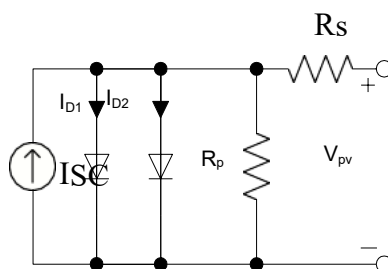 Rs
I_D1 I_D2
+
ISC
R_p
V_pv
−